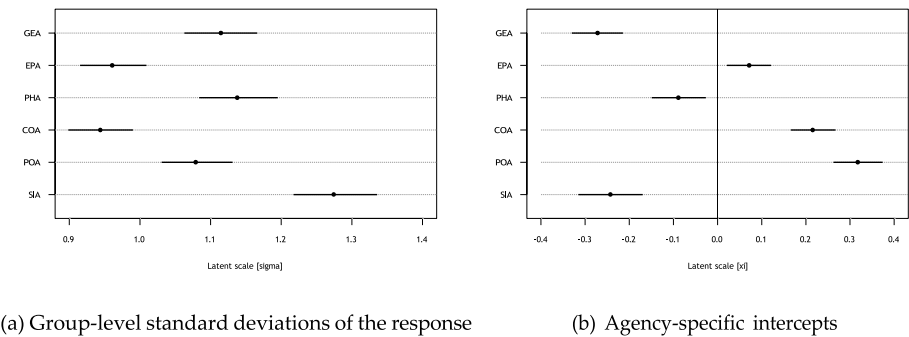 GEA
EPA
PHA
COA
POA
SIA
0.9 1.0 1.1 1.2 1.3 1.4
Latent scale [sigma]
(a) Group-level standard deviations of the response
GEA
EPA
PHA
COA
POA
SIA
-0.4 -0.3 -0.2 -0.1 0.0 0.1 0.2 0.3 0.4
Latent scale [xi]
(b) Agency-specific intercepts